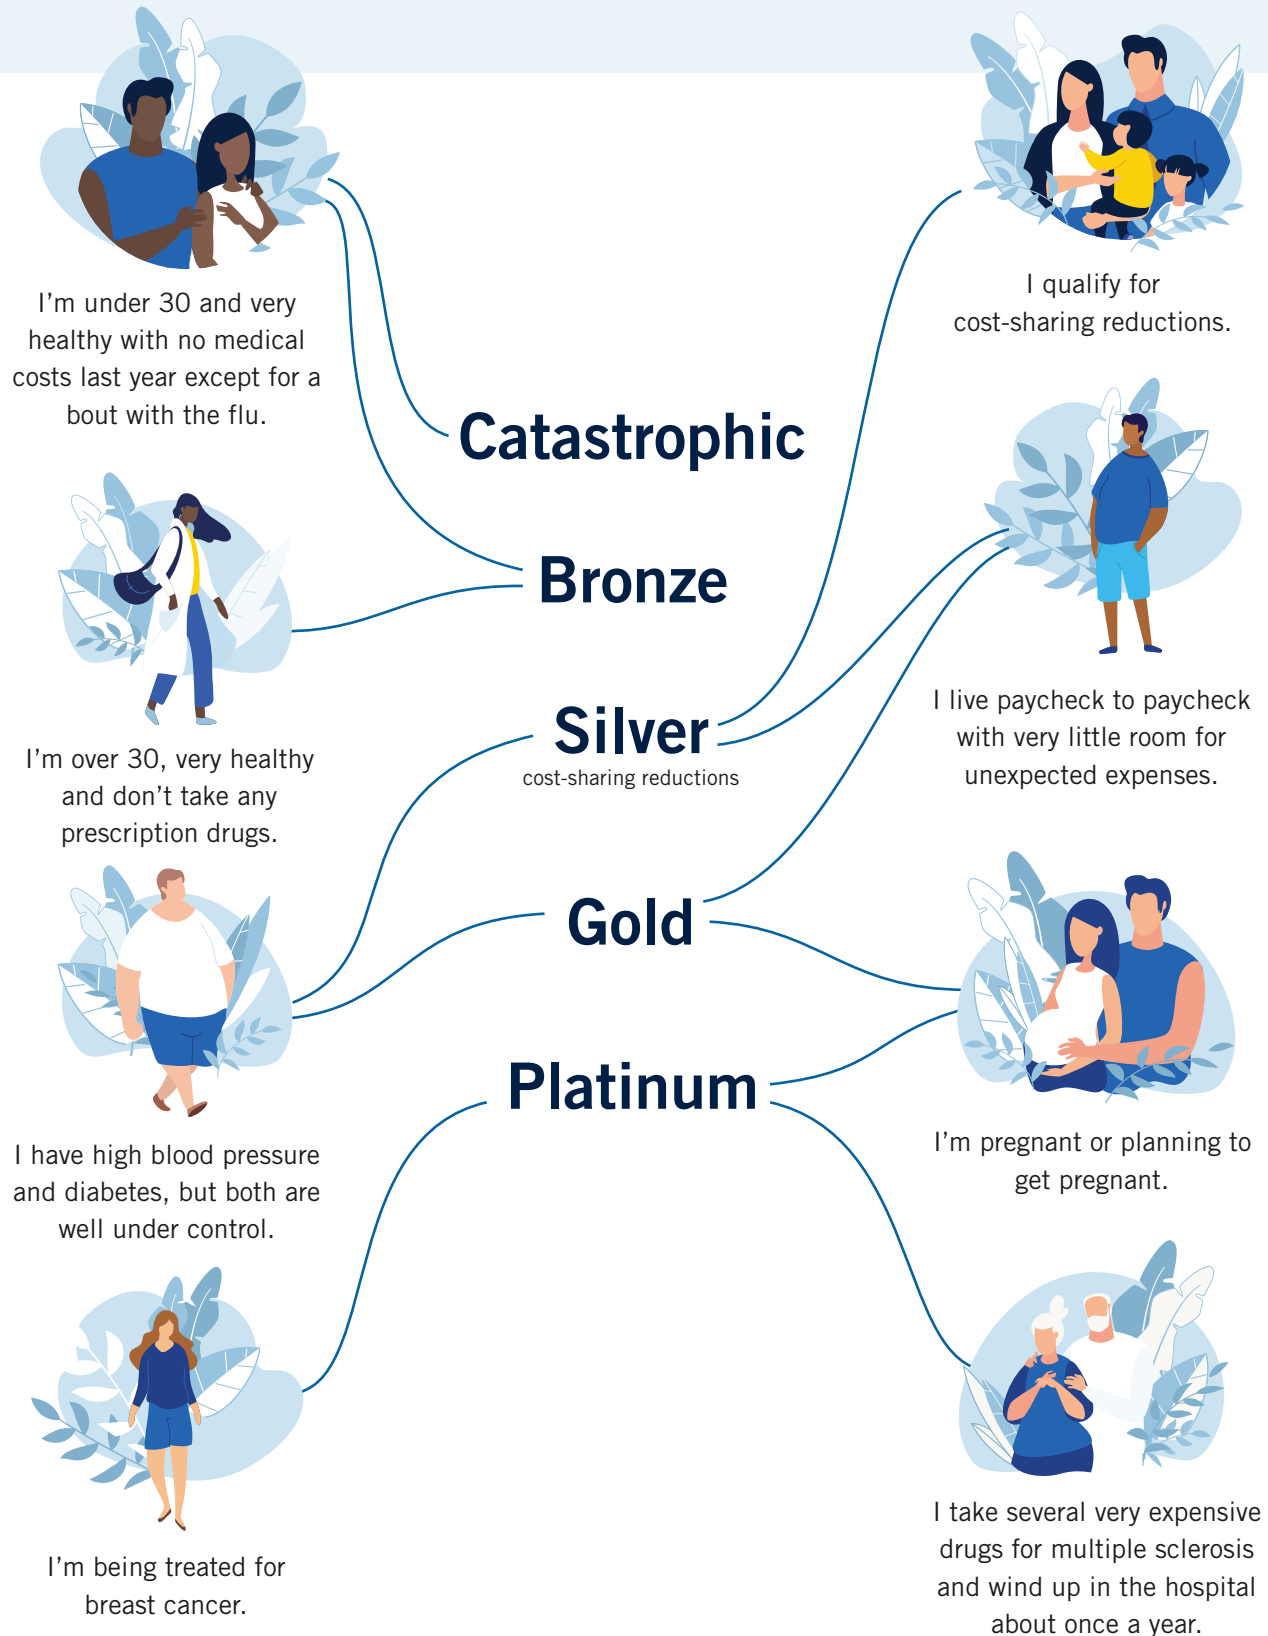 I'm under 30 and very
healthy with no medical
costs last year except for a
bout with the flu.
I'm over 30, very healthy
and don't take any
prescription drugs.
I have high blood pressure
and diabetes, but both are
well under control.
I'm being treated for
breast cancer.
Catastrophic
Bronze
Silver
cost-sharing reductions
Gold
Platinum
I qualify for
cost-sharing reductions.
I live paycheck to paycheck
with very little room for
unexpected expenses.
I'm pregnant or planning to
get pregnant.
I take several very expensive
drugs for multiple sclerosis
and wind up in the hospital
about once a year.